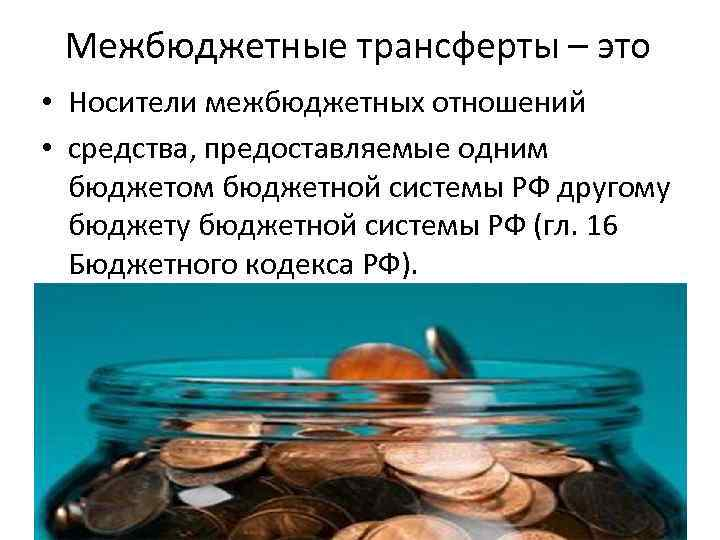 Межбюджетные трансферты – это
• Носители межбюджетных отношений
• средства, предоставляемые одним
бюджетом бюджетной системы РФ другому
бюджету бюджетной системы РФ (гл. 16
Бюджетного кодекса РФ).